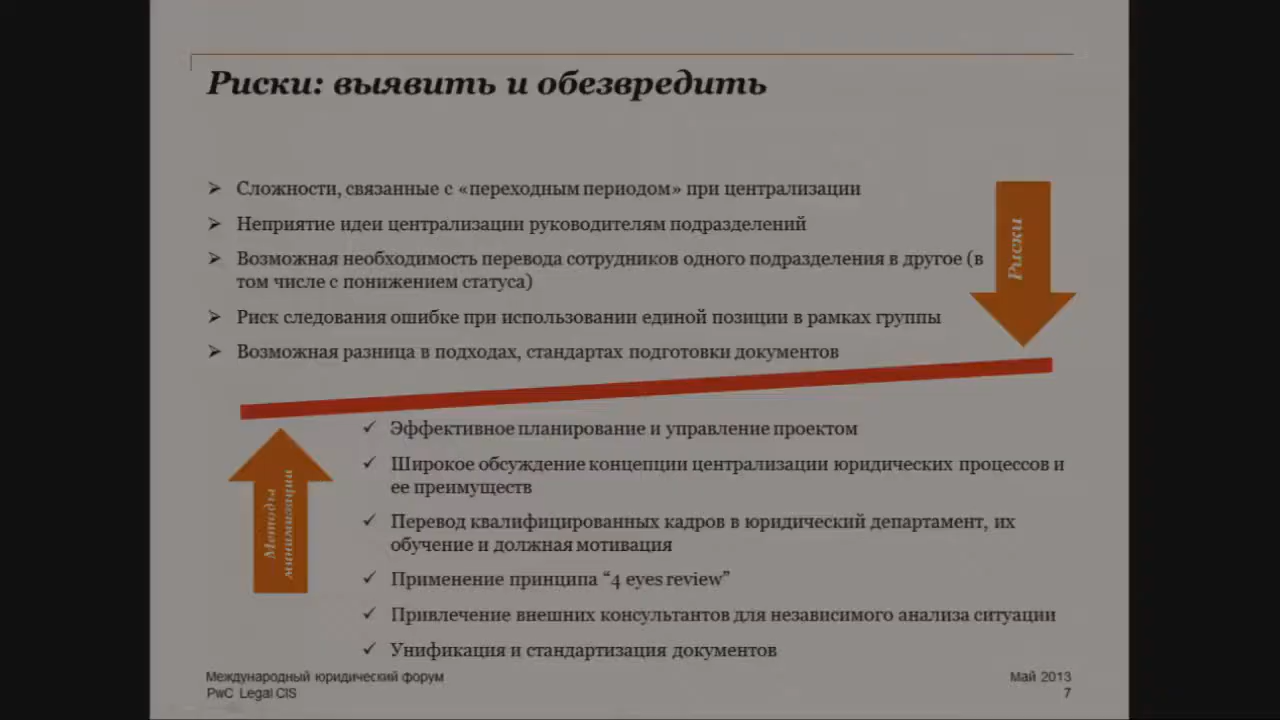 Риски: выявить и обезвредить
Сложности, связанные с «переходным периодом» при централизации
Неприятие идеи централизации руководителям подразделений
Возможная необходимость перевода сотрудников одного подразделения в другое (в
том числе с понижением статуса)
Риск следования ошибке при использовании единой позиции в рамках группы
Возможная разница в подходах, стандартах подготовки документов
Риски
Методы
минимизации
Эффективное планирование и управление проектом
Широкое обсуждение концепции централизации юридических процессов и
ее преимуществ
Перевод квалифицированных кадров в юридический департамент, их
обучение и должная мотивация
Применение принципа “4 eyes review”
Привлечение внешних консультантов для независимого анализа ситуации
Унификация и стандартизация документов
Международный юридический форум
PwC Legal CIS
Май 2013
7